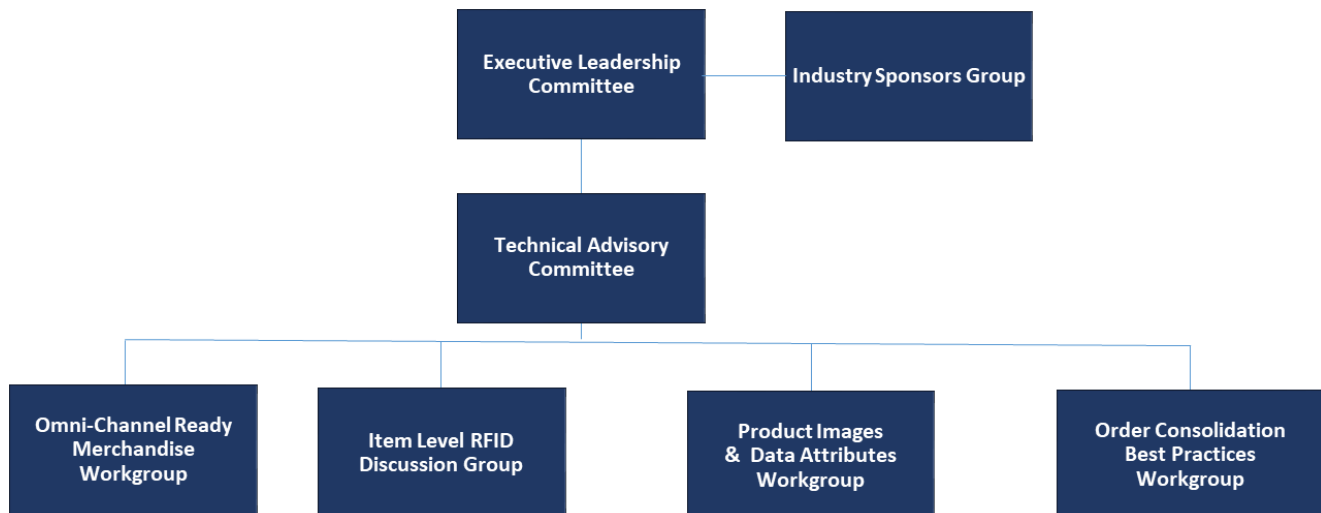 Executive Leadership
Committee
Industry Sponsors Group
Technical Advisory
Committee
Omni-Channel Ready
Merchandise
Workgroup
Item Level RFID
Discussion Group
Product Images
& Data Attributes
Workgroup
Order Consolidation
Best Practices
Workgroup